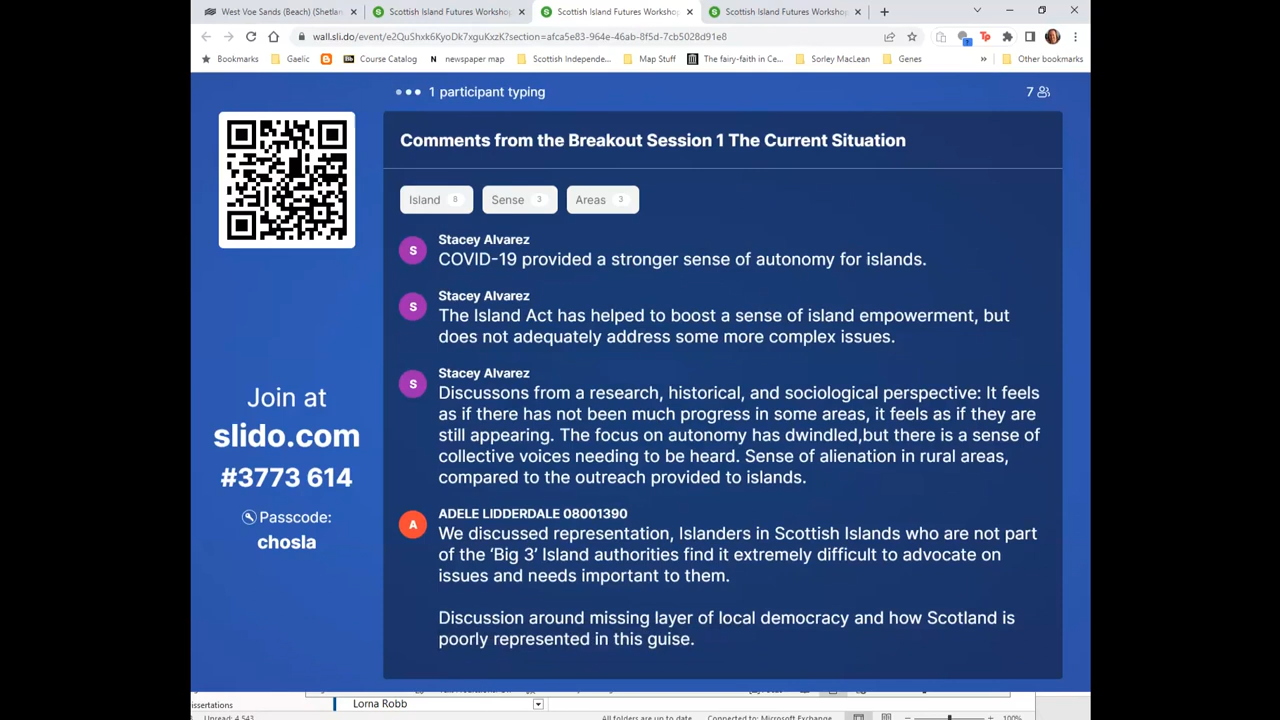 West Voe Sands (Beach) (Shetlan
Scottish Island Futures Workshop
Scottish Island Futures Workshop
Scottish Island Futures Workshop
wall.sli.do/event/e2QuShxk6KyoDk7xguKxzK?section=afca5e83-964e-46ab-8f5d-7cb5028d91e8
Bookmarks
Gaelic
Course Catalog
newspaper map
Scottish Independe...
Map Stuff
The fairy-faith in Ce...
Sorley MacLean
Genes
Other bookmarks
1 participant typing
7
Comments from the Breakout Session 1 The Current Situation
Island 8
Sense 3
Areas 3
S
Stacey Alvarez
COVID-19 provided a stronger sense of autonomy for islands.
S
Stacey Alvarez
The Island Act has helped to boost a sense of island empowerment, but
does not adequately address some more complex issues.
S
Stacey Alvarez
Discussons from a research, historical, and sociological perspective: It feels
as if there has not been much progress in some areas, it feels as if they are
still appearing. The focus on autonomy has dwindled,but there is a sense of
collective voices needing to be heard. Sense of alienation in rural areas,
compared to the outreach provided to islands.
A
ADELE LIDDERDALE 08001390
We discussed representation, Islanders in Scottish Islands who are not part
of the ‘Big 3’ Island authorities find it extremely difficult to advocate on
issues and needs important to them.
Discussion around missing layer of local democracy and how Scotland is
poorly represented in this guise.
Join at
slido.com
#3773 614
Passcode:
chosla
issertations
Lorna Robb
Unread: 4,543
All folders are up to date.
Connected to: Microsoft Exchange
100%